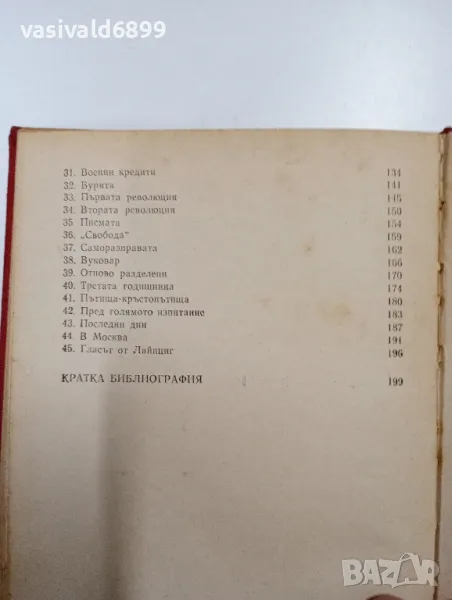 vasivald6899
31. Военни кредити 134
32. Бурята 141
33. Първата революция 145
34. Втората революция 150
35. Писмата 154
36. „Свобода“ 159
37. Саморазправата 162
38. Вуковар 166
39. Отново разделени 170
40. Третата годишнина 174
41. Пътища-кръстопътища 180
42. Пред голямото изпитание 183
43. Последни дни 187
44. В Москва 191
45. Гласът от Лайпциг 196
КРАТКА БИБЛИОГРАФИЯ 199
BAZAR